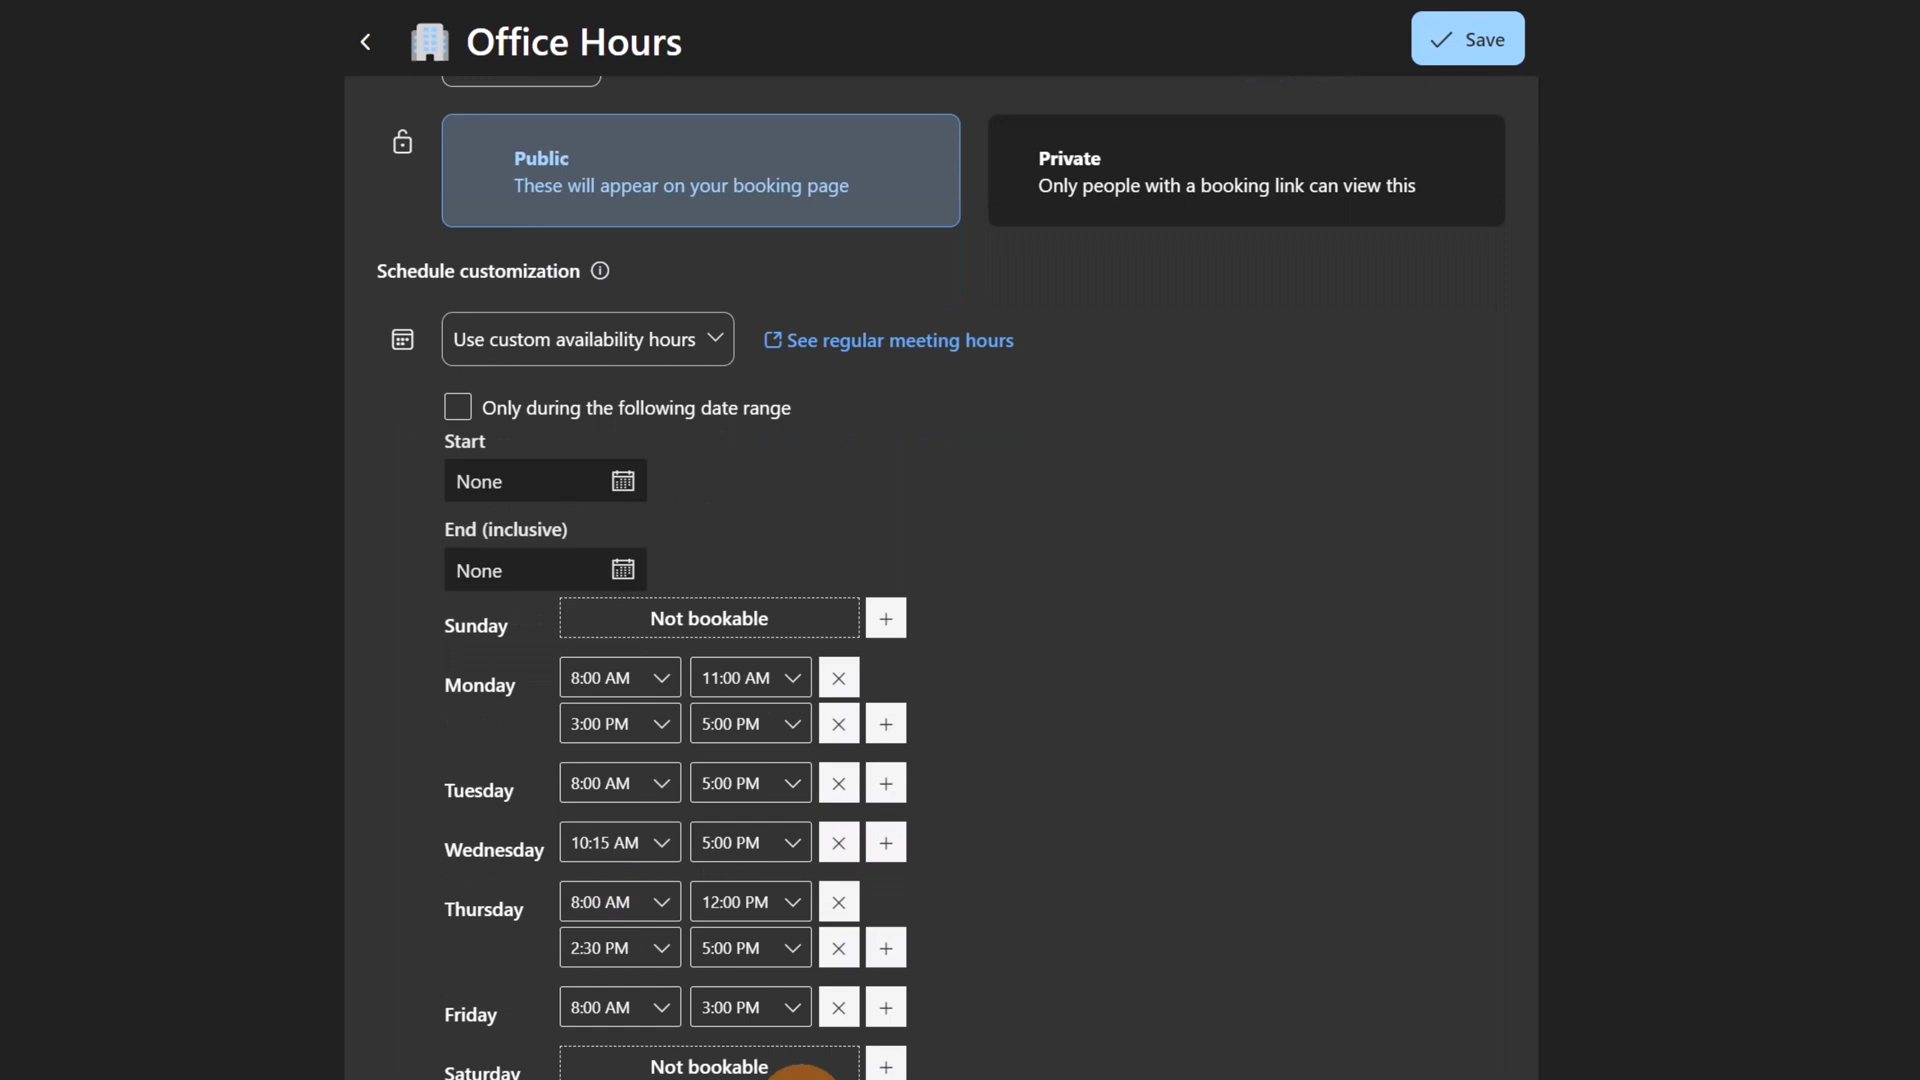 Office Hours
Save
Public
These will appear on your booking page
Private
Only people with a booking link can view this
Schedule customization
Use custom availability hours
See regular meeting hours
Only during the following date range
Start
None
End (inclusive)
None
Sunday Not bookable
Monday 8:00 AM 11:00 AM
3:00 PM 5:00 PM
Tuesday 8:00 AM 5:00 PM
Wednesday 10:15 AM 5:00 PM
Thursday 8:00 AM 12:00 PM
2:30 PM 5:00 PM
Friday 8:00 AM 3:00 PM
Saturday Not bookable